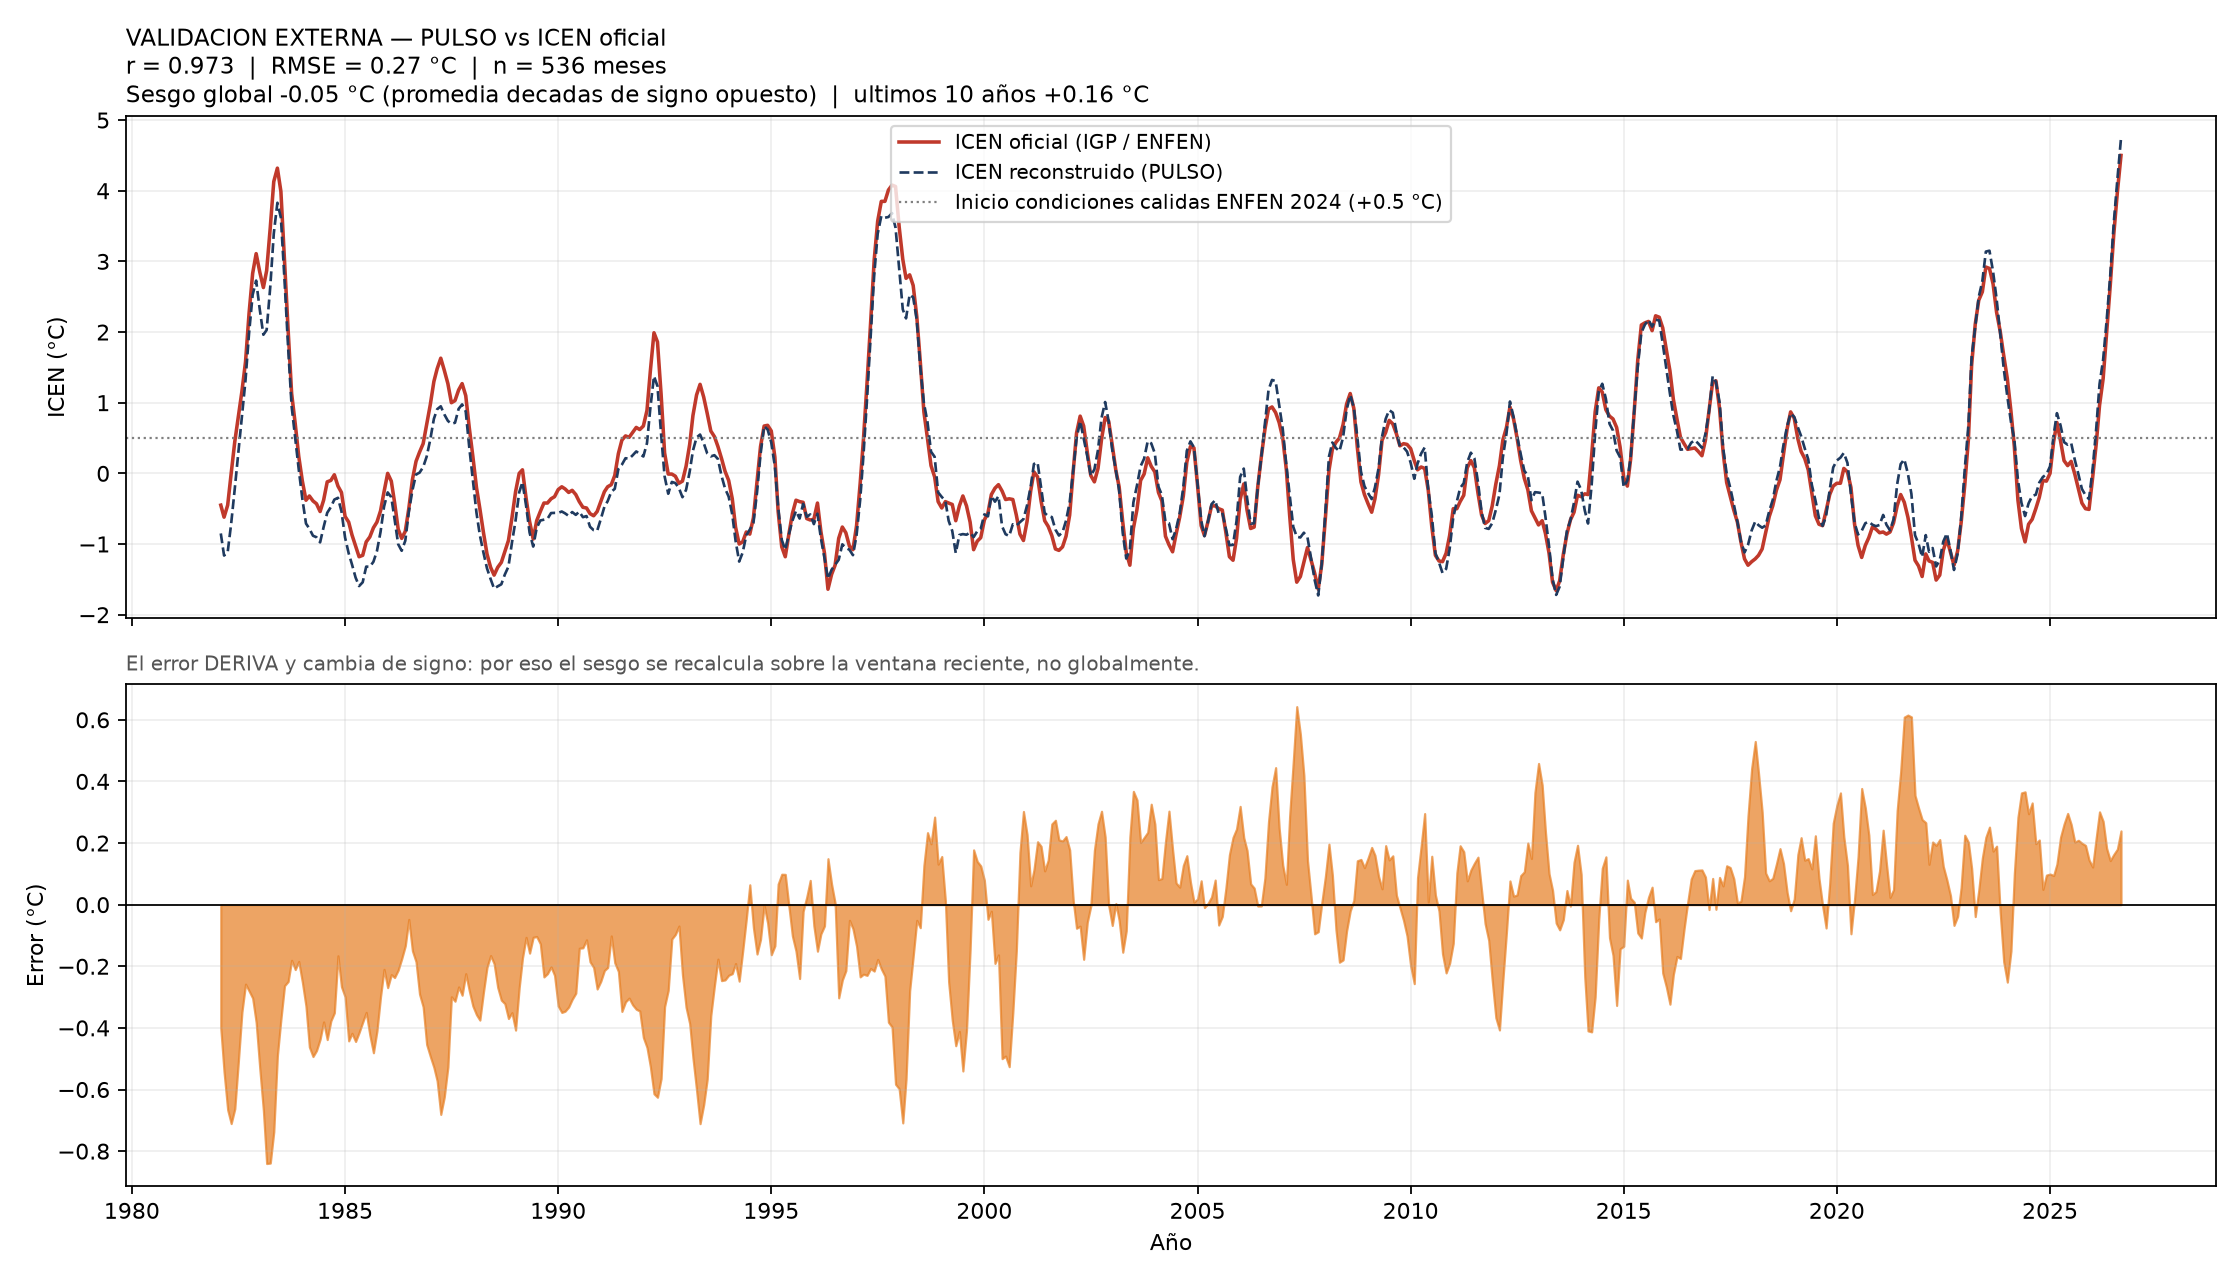 VALIDACION EXTERNA — PULSO vs ICEN oficial
r = 0.973 | RMSE = 0.27 °C | n = 536 meses
Sesgo global -0.05 °C (promedia decadas de signo opuesto) | ultimos 10 años +0.16 °C
ICEN oficial (IGP / ENFEN)
ICEN reconstruido (PULSO)
Inicio condiciones calidas ENFEN 2024 (+0.5 °C)
ICEN (°C)
5
4
3
2
1
0
−1
−2
El error DERIVA y cambia de signo: por eso el sesgo se recalcula sobre la ventana reciente, no globalmente.
Error (°C)
0.6
0.4
0.2
0.0
−0.2
−0.4
−0.6
−0.8
1980 1985 1990 1995 2000 2005 2010 2015 2020 2025
Año